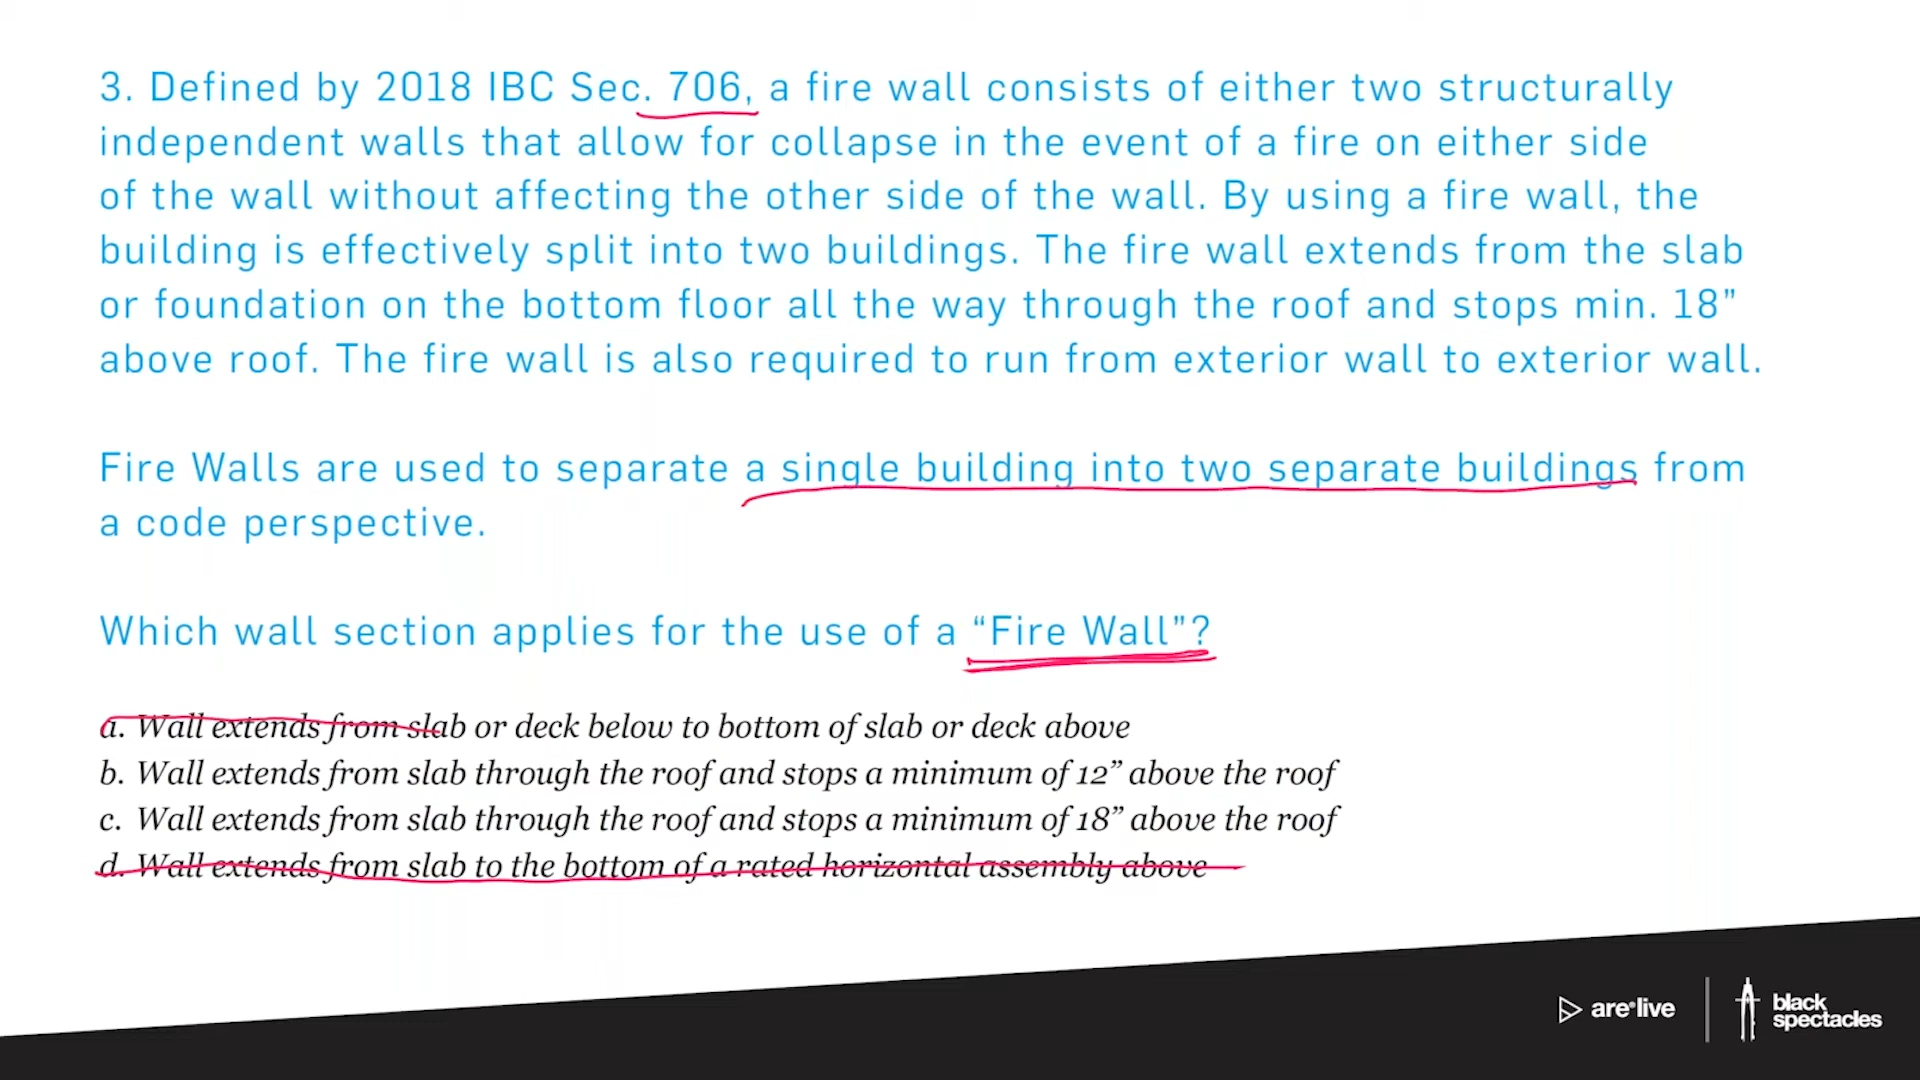 3. Defined by 2018 IBC Sec. 706, a fire wall consists of either two structurally
independent walls that allow for collapse in the event of a fire on either side
of the wall without affecting the other side of the wall. By using a fire wall, the
building is effectively split into two buildings. The fire wall extends from the slab
or foundation on the bottom floor all the way through the roof and stops min. 18”
above roof. The fire wall is also required to run from exterior wall to exterior wall.
Fire Walls are used to separate a single building into two separate buildings from
a code perspective.
Which wall section applies for the use of a “Fire Wall”?
a. Wall extends from slab or deck below to bottom of slab or deck above
b. Wall extends from slab through the roof and stops a minimum of 12” above the roof
c. Wall extends from slab through the roof and stops a minimum of 18” above the roof
d. Wall extends from slab to the bottom of a rated horizontal assembly above
are•live
black
spectacles